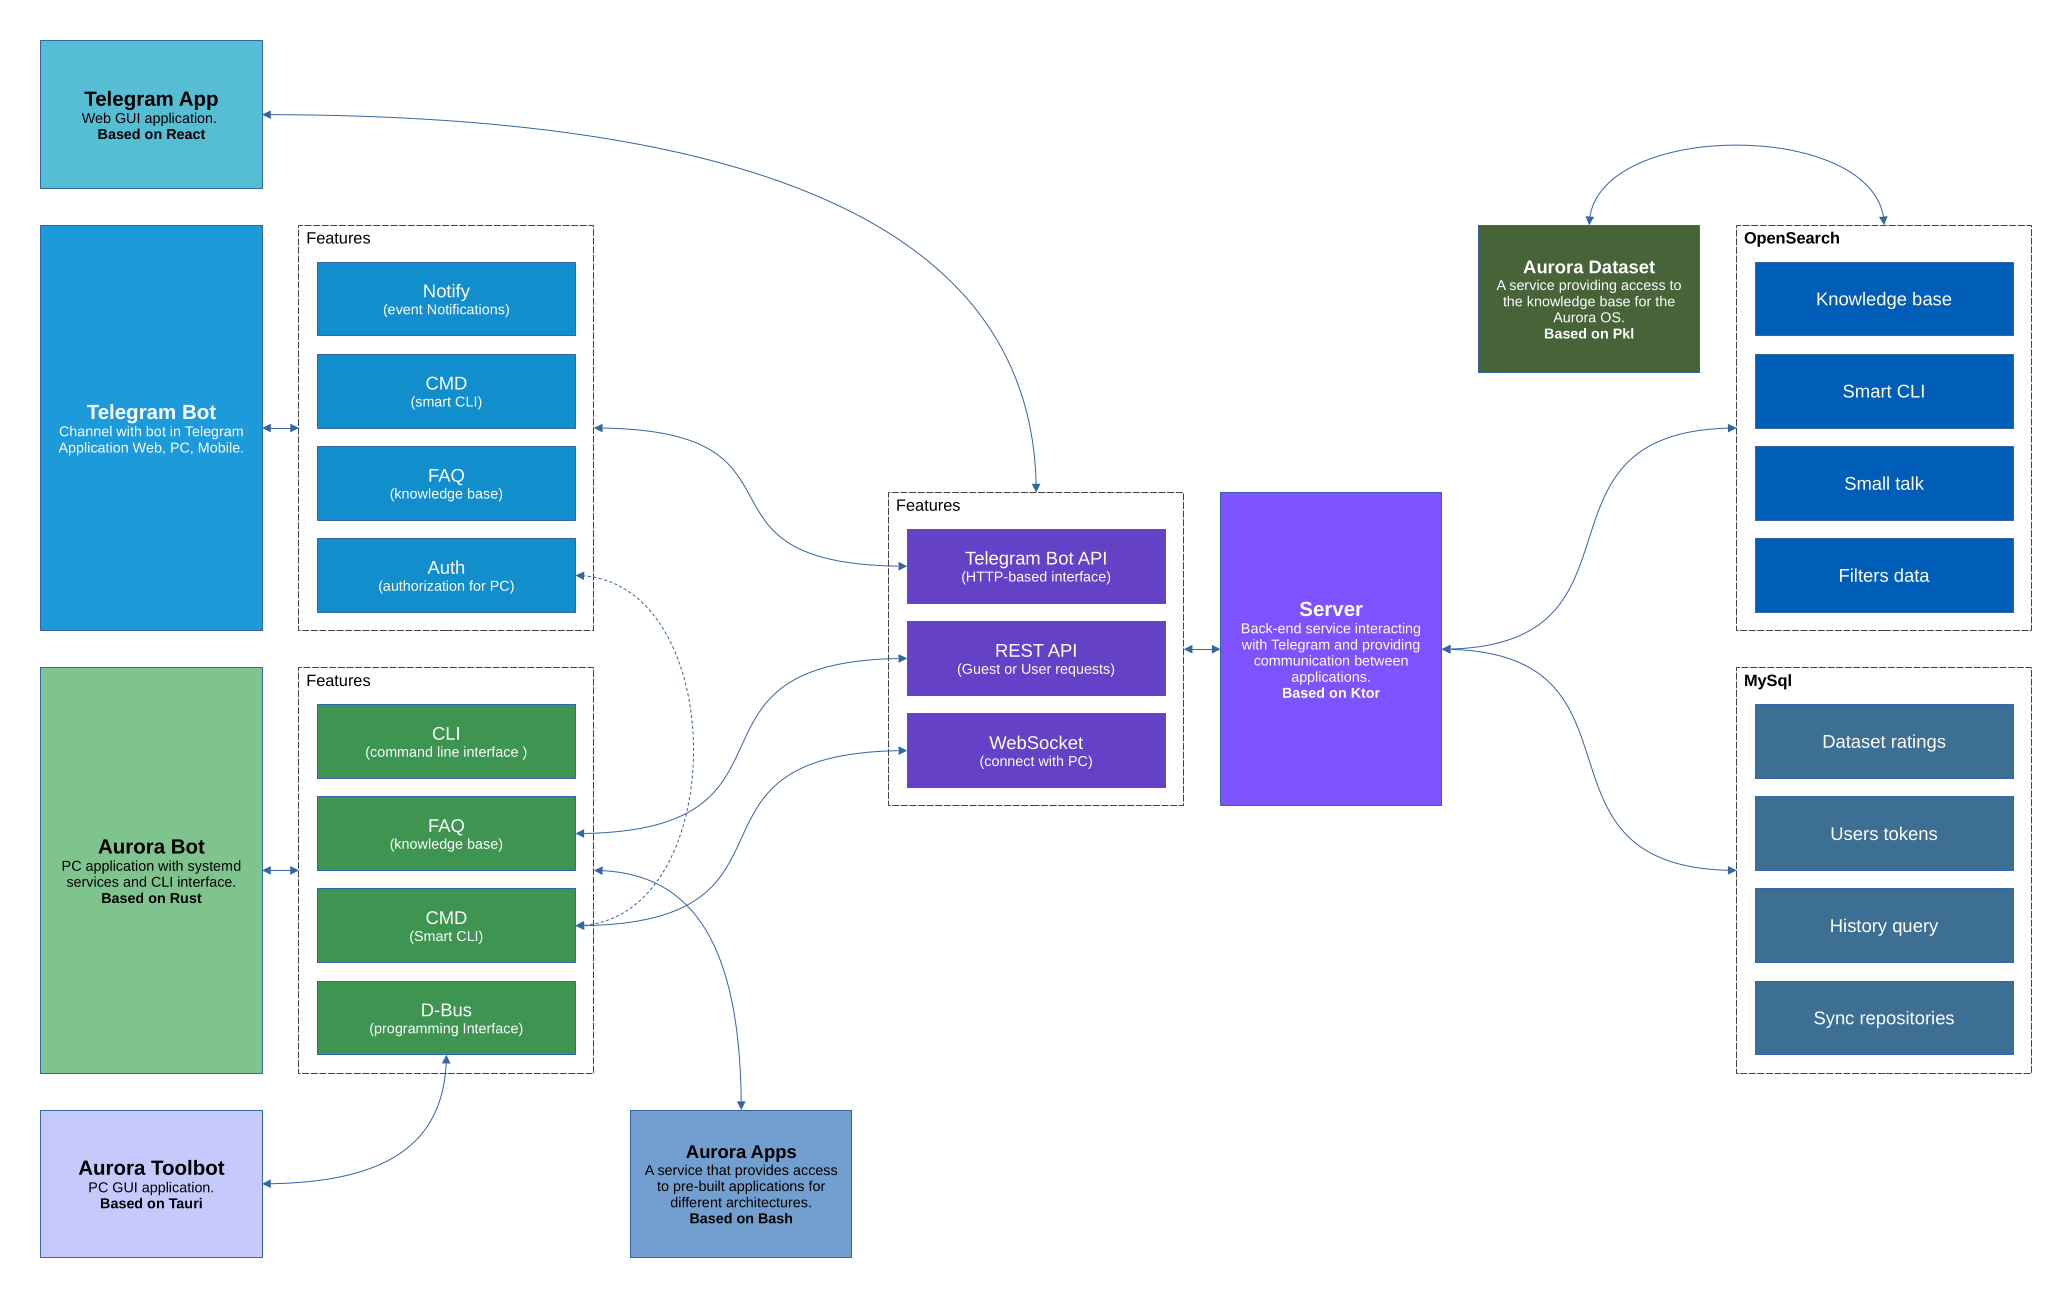 Telegram App
Web GUI application.
Based on React
Telegram Bot
Channel with bot in Telegram
Application Web, PC, Mobile.
Features
Notify
(event Notifications)
CMD
(smart CLI)
FAQ
(knowledge base)
Auth
(authorization for PC)
Aurora Bot
PC application with systemd
services and CLI interface.
Based on Rust
Features
CLI
(command line interface )
FAQ
(knowledge base)
CMD
(Smart CLI)
D-Bus
(programming Interface)
Aurora Toolbot
PC GUI application.
Based on Tauri
Aurora Apps
A service that provides access
to pre-built applications for
different architectures.
Based on Bash
Features
Telegram Bot API
(HTTP-based interface)
REST API
(Guest or User requests)
WebSocket
(connect with PC)
Server
Back-end service interacting
with Telegram and providing
communication between
applications.
Based on Ktor
Aurora Dataset
A service providing access to
the knowledge base for the
Aurora OS.
Based on Pkl
OpenSearch
Knowledge base
Smart CLI
Small talk
Filters data
MySql
Dataset ratings
Users tokens
History query
Sync repositories